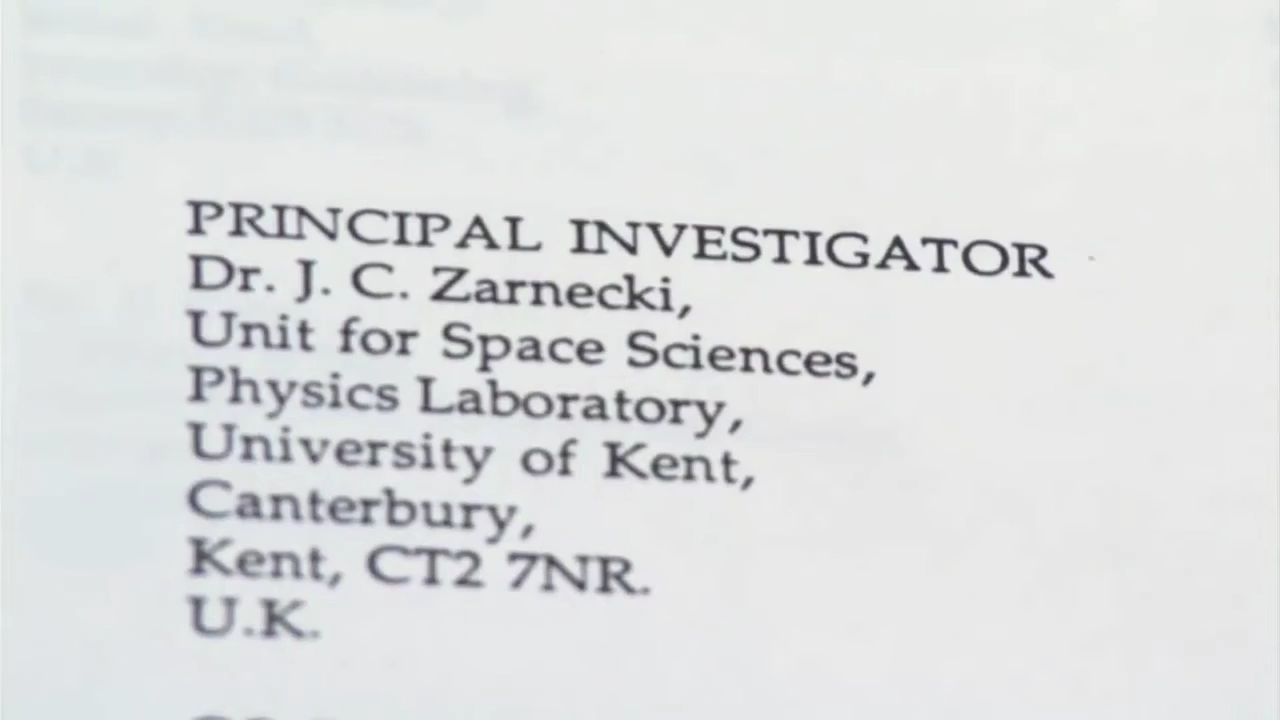 PRINCIPAL INVESTIGATOR
Dr. J. C. Zarnecki,
Unit for Space Sciences,
Physics Laboratory,
University of Kent,
Canterbury,
Kent, CT2 7NR.
U.K.